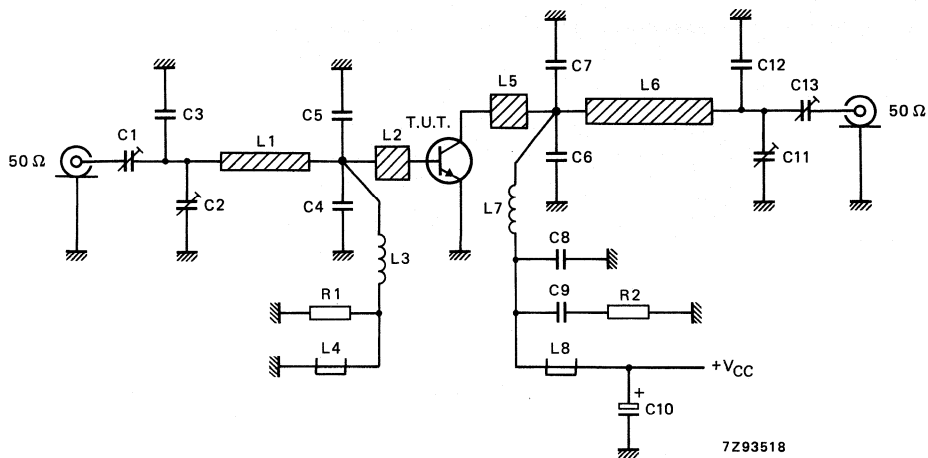 C7
C12
L5
L6
C13
C3
C5
T.U.T.
50 Ω
C1
L1
L2
50 Ω
C6
C11
C2
C4
L7
L3
C8
R1
C9
R2
L4
L8
+VCC
+
C10
7Z93518